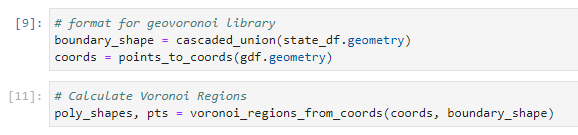 [9]: # format for geovoronoi library
boundary_shape = cascaded_union(state_df.geometry)
coords = points_to_coords(gdf.geometry)
[11]: # Calculate Voronoi Regions
poly_shapes, pts = voronoi_regions_from_coords(coords, boundary_shape)